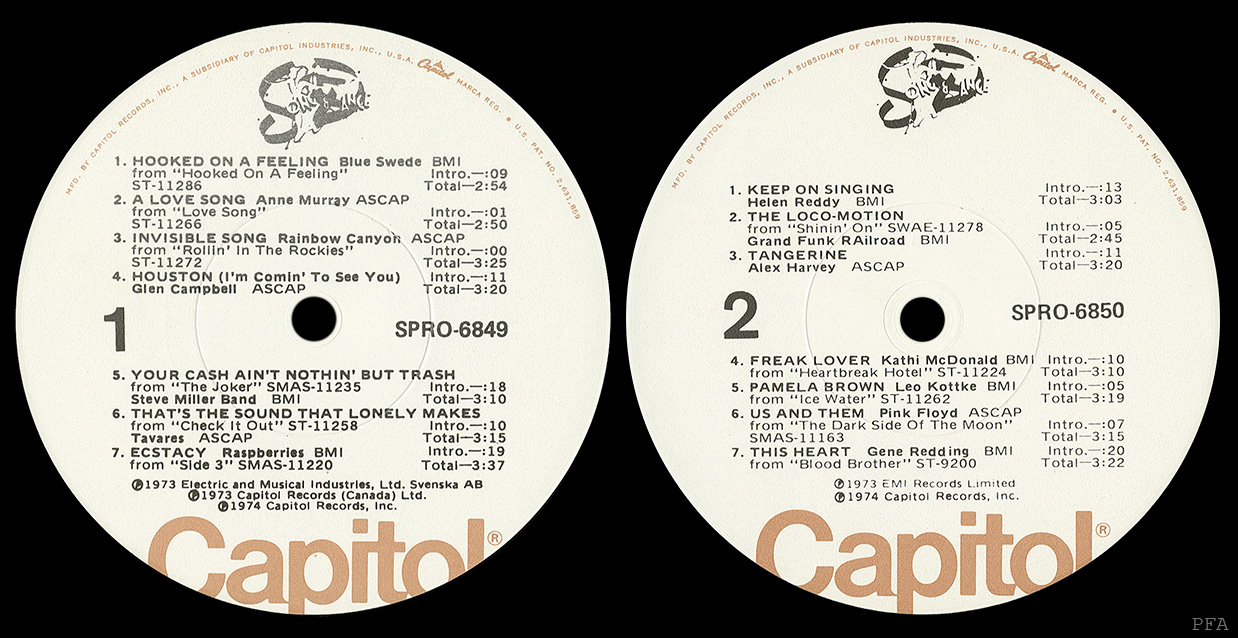 MFD. BY CAPITOL RECORDS, INC., A SUBSIDIARY OF CAPITOL INDUSTRIES, INC., U.S.A. Capitol MARCA REG. • U.S. PAT. NO. 2,631,859
1. HOOKED ON A FEELING Blue Swede BMI
from "Hooked On A Feeling" Intro.—:09
ST-11286 Total—2:54
2. A LOVE SONG Anne Murray ASCAP
from "Love Song" Intro.—:01
ST-11266 Total—2:50
3. INVISIBLE SONG Rainbow Canyon ASCAP
from "Rollin' In The Rockies" Intro.—:00
ST-11272 Total—3:25
4. HOUSTON (I'm Comin' To See You) Intro.—:11
Glen Campbell ASCAP Total—3:20
1
SPRO-6849
5. YOUR CASH AIN'T NOTHIN' BUT TRASH
from "The Joker" SMAS-11235 Intro.—:18
Steve Miller Band BMI Total—3:10
6. THAT'S THE SOUND THAT LONELY MAKES
from "Check It Out" ST-11258 Intro.—:10
Tavares ASCAP Total—3:15
7. ECSTACY Raspberries BMI Intro.—:19
from "Side 3" SMAS-11220 Total—3:37
℗1973 Electric and Musical Industries, Ltd. Svenska AB
℗1973 Capitol Records (Canada) Ltd.
℗1974 Capitol Records, Inc.
Capitol®
MFD. BY CAPITOL RECORDS, INC., A SUBSIDIARY OF CAPITOL INDUSTRIES, INC., U.S.A. Capitol MARCA REG. • U.S. PAT. NO. 2,631,859
1. KEEP ON SINGING Intro.—:13
Helen Reddy BMI Total—3:03
2. THE LOCO-MOTION
from "Shinin' On" SWAE-11278 Intro.—:05
Grand Funk RAilroad BMI Total—2:45
3. TANGERINE Intro.—:11
Alex Harvey ASCAP Total—3:20
2
SPRO-6850
4. FREAK LOVER Kathi McDonald BMI Intro.—:10
from "Heartbreak Hotel" ST-11224 Total—3:10
5. PAMELA BROWN Leo Kottke BMI Intro.—:05
from "Ice Water" ST-11262 Total—3:19
6. US AND THEM Pink Floyd ASCAP
from "The Dark Side Of The Moon" Intro.—:07
SMAS-11163 Total—3:15
7. THIS HEART Gene Redding BMI Intro.—:20
from "Blood Brother" ST-9200 Total—3:22
℗1973 EMI Records Limited
℗1974 Capitol Records, Inc.
Capitol®
PFA